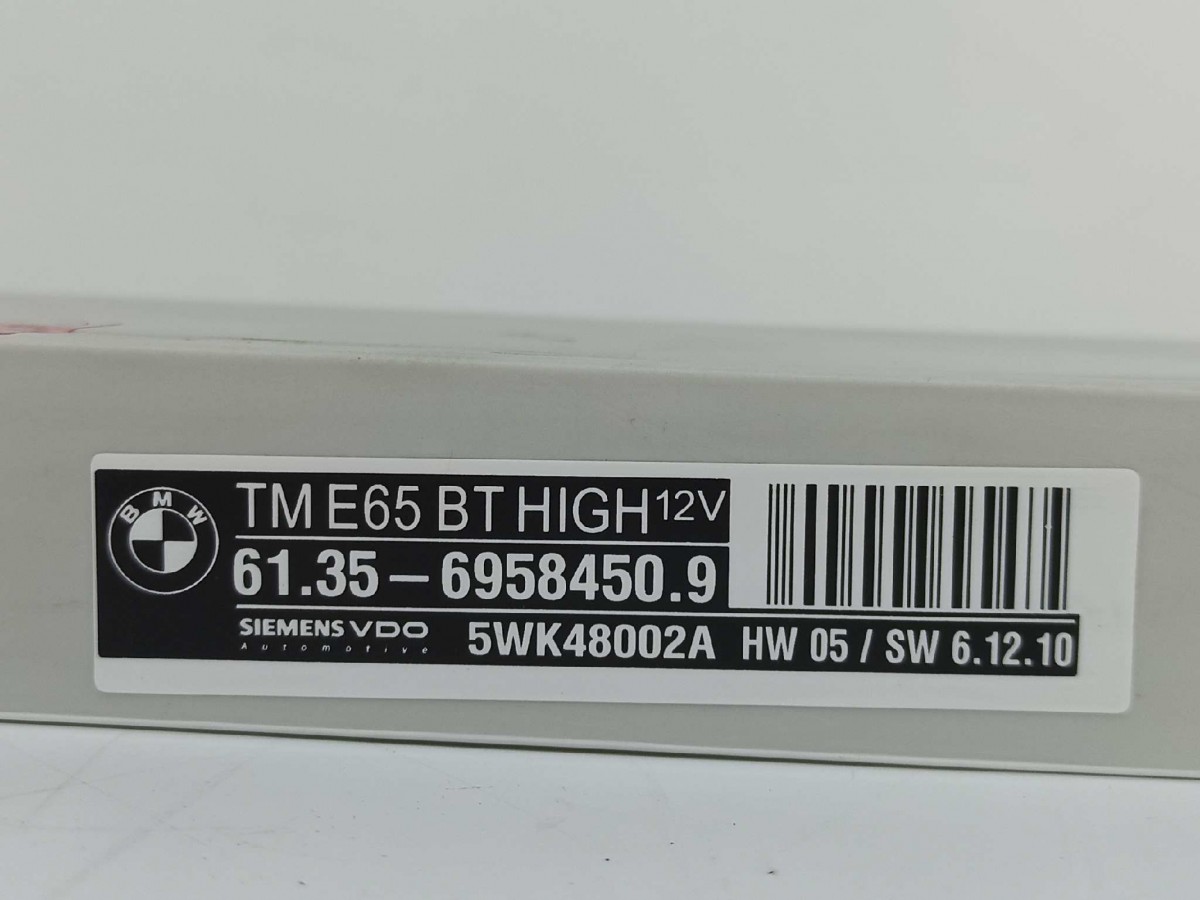 BMW
TM E65 BT HIGH 12V
61.35 – 6958450.9
SIEMENS VDO
Automotive
5WK48002A HW 05 / SW 6.12.10